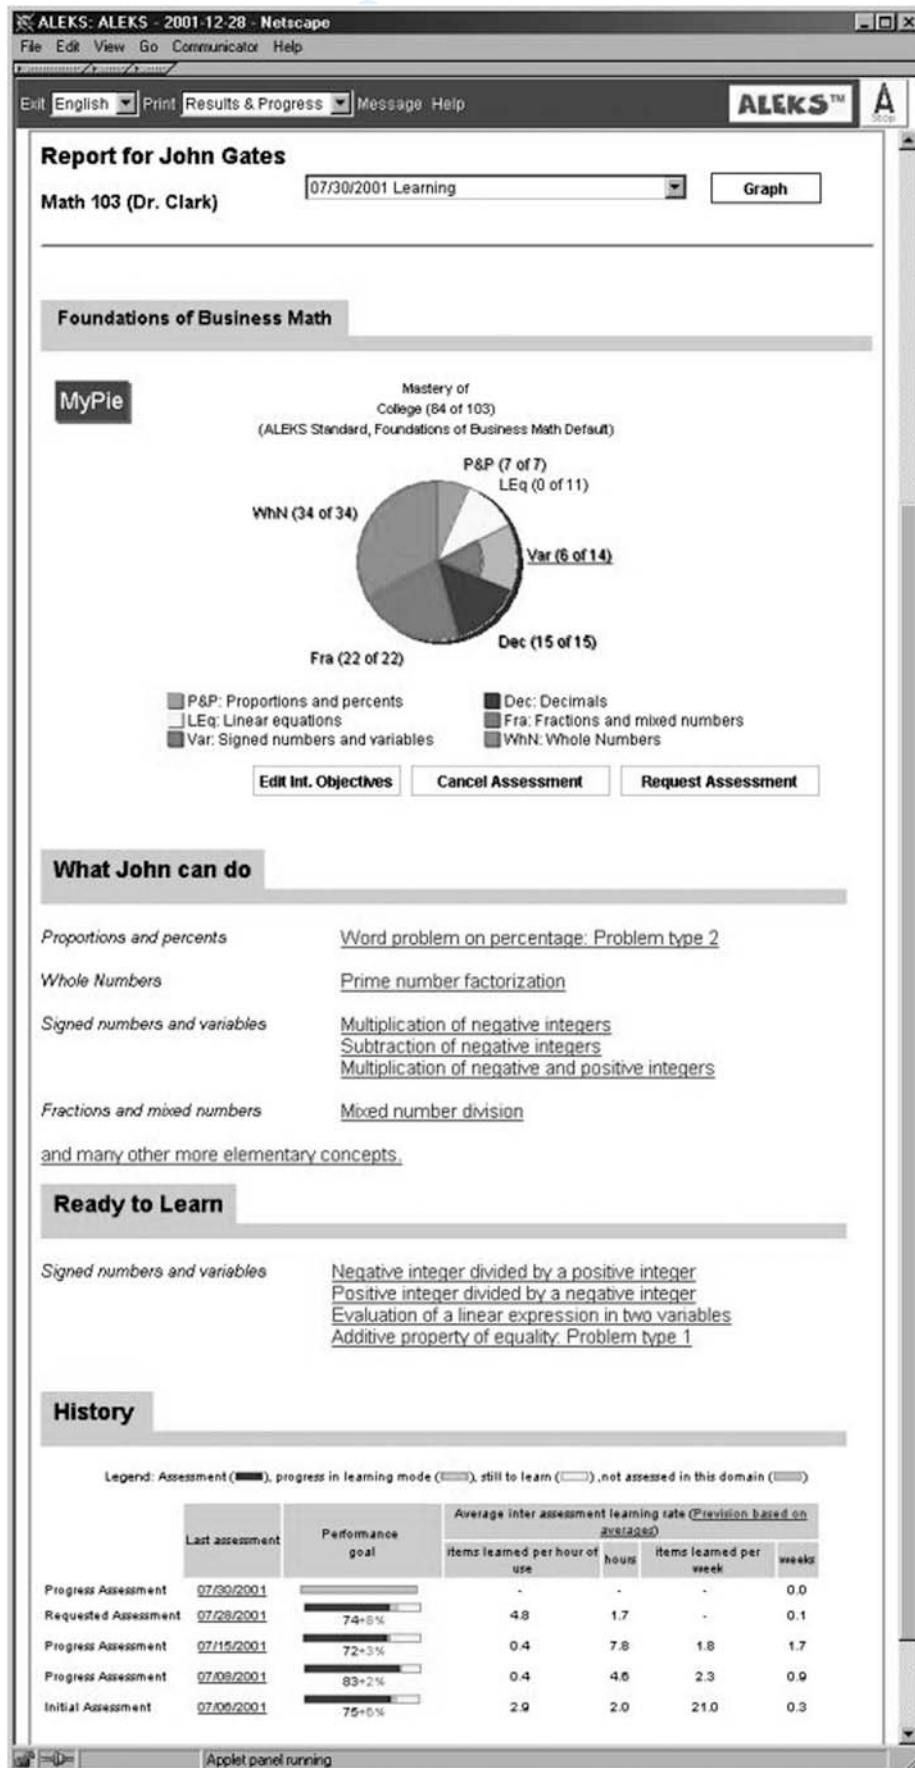 ALEKS: ALEKS - 2001-12-28 - Netscape
File Edit View Go Communicator Help
Exit English Print Results & Progress Message Help ALEKS™ A
Stop
Report for John Gates
07/30/2001 Learning Graph
Math 103 (Dr. Clark)
Foundations of Business Math
MyPie
Mastery of
College (84 of 103)
(ALEKS Standard, Foundations of Business Math Default)
P&P (7 of 7)
LEq (0 of 11)
WhN (34 of 34)
Var (6 of 14)
Dec (15 of 15)
Fra (22 of 22)
P&P: Proportions and percents Dec: Decimals
LEq: Linear equations Fra: Fractions and mixed numbers
Var: Signed numbers and variables WhN: Whole Numbers
Edit Int. Objectives Cancel Assessment Request Assessment
What John can do
Proportions and percents Word problem on percentage: Problem type 2
Whole Numbers Prime number factorization
Signed numbers and variables Multiplication of negative integers
Subtraction of negative integers
Multiplication of negative and positive integers
Fractions and mixed numbers Mixed number division
and many other more elementary concepts.
Ready to Learn
Signed numbers and variables Negative integer divided by a positive integer
Positive integer divided by a negative integer
Evaluation of a linear expression in two variables
Additive property of equality: Problem type 1
History
Legend: Assessment ( ), progress in learning mode ( ), still to learn ( ) ,not assessed in this domain ( )
Average inter assessment learning rate (Prevision based on
averages)
Last assessment Performance
goal
items learned per hour of
use hours items learned per
week weeks
Progress Assessment 07/30/2001 - - - 0.0
Requested Assessment 07/28/2001 74+8% 4.8 1.7 - 0.1
Progress Assessment 07/15/2001 72+3% 0.4 7.8 1.8 1.7
Progress Assessment 07/08/2001 83+2% 0.4 4.6 2.3 0.9
Initial Assessment 07/06/2001 75+6% 2.9 2.0 21.0 0.3
Applet panel running